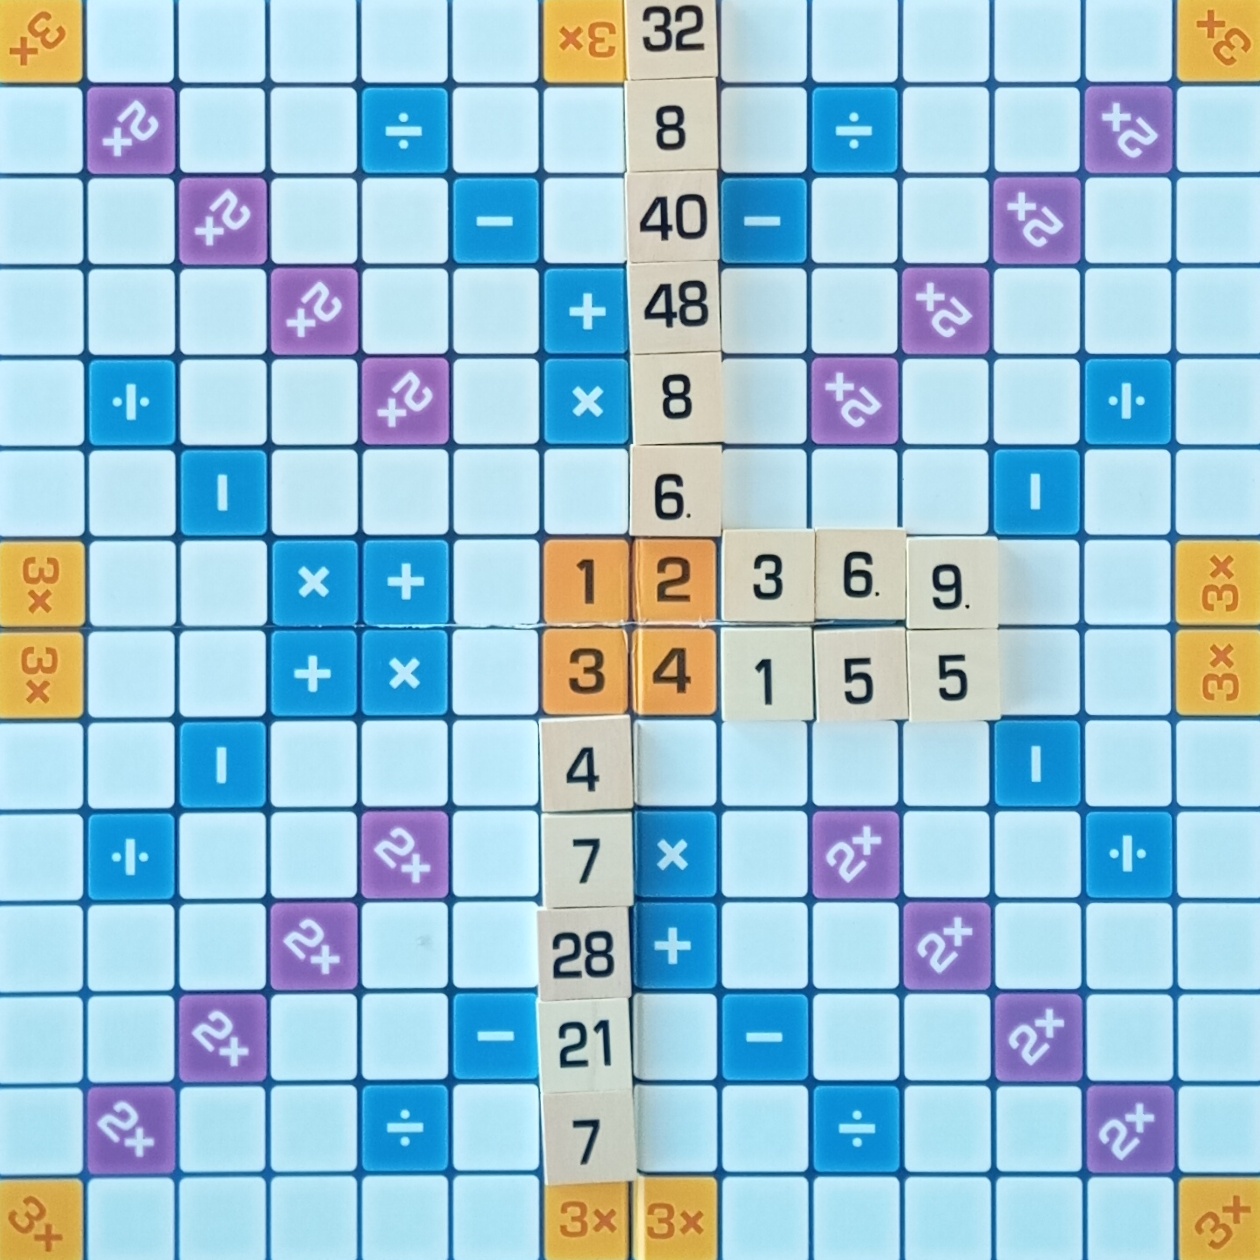 3× 3× 32 3×
2× ÷ 8 ÷ 2×
2× − 40 − 2×
2× + 48 2×
÷ 2× × 8 2× ÷
− 6. −
3× × + 1 2 3 6. 9. 3×
3× + × 3 4 1 5 5 3×
− 4 −
÷ 2× 7 × 2× ÷
2× 28 + 2×
2× − 21 − 2×
2× ÷ 7 ÷ 2×
3× 3× 3× 3×